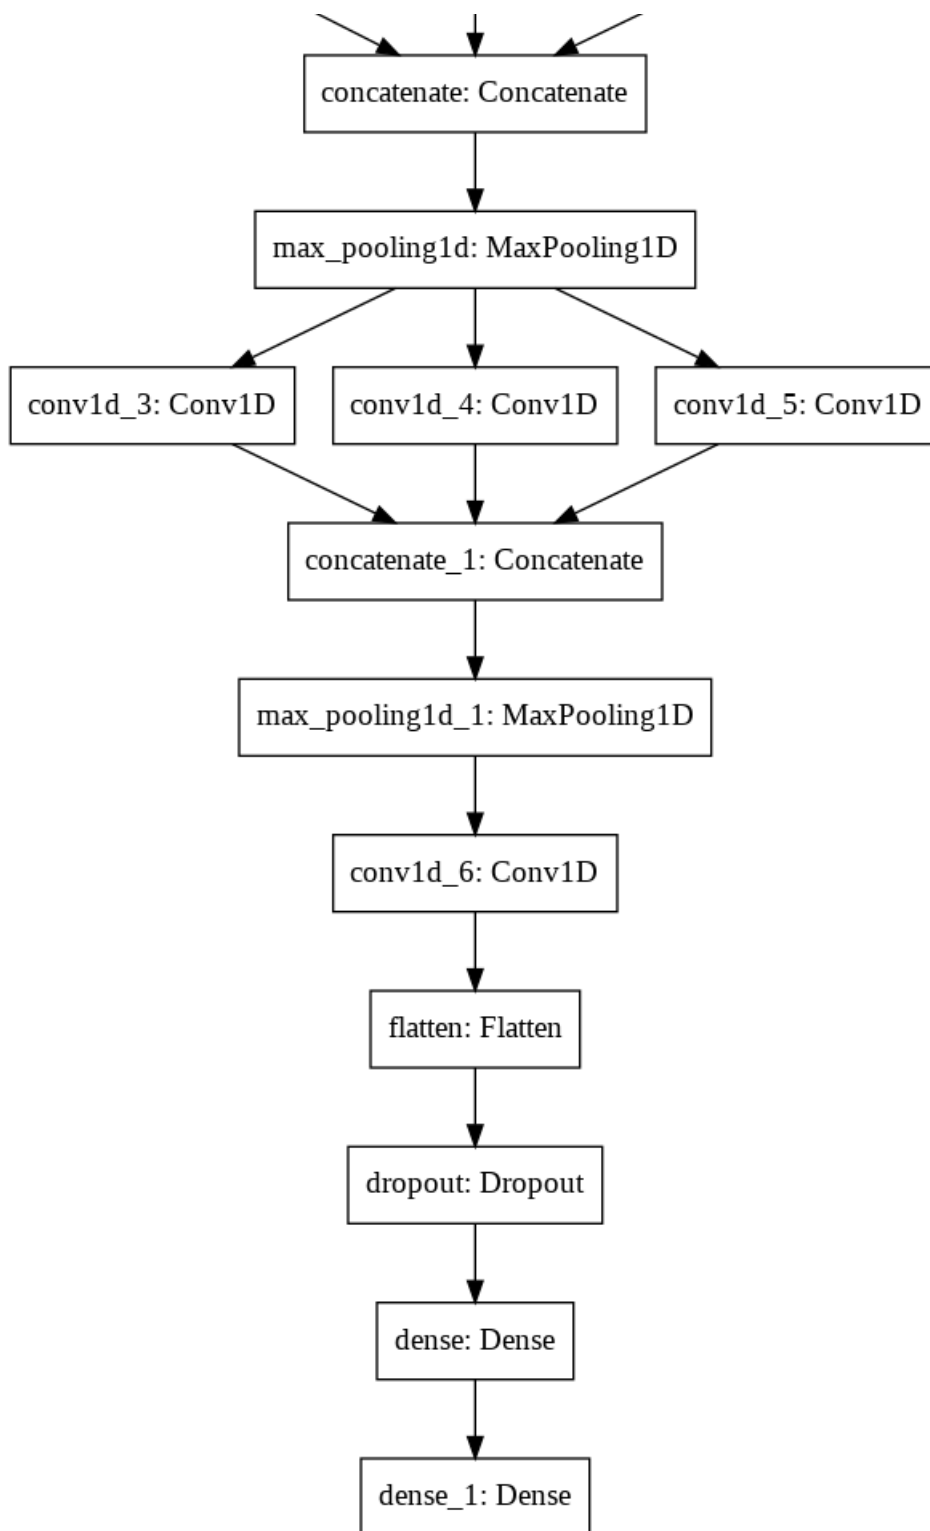 concatenate: Concatenate
max_pooling1d: MaxPooling1D
conv1d_3: Conv1D
conv1d_4: Conv1D
conv1d_5: Conv1D
concatenate_1: Concatenate
max_pooling1d_1: MaxPooling1D
conv1d_6: Conv1D
flatten: Flatten
dropout: Dropout
dense: Dense
dense_1: Dense